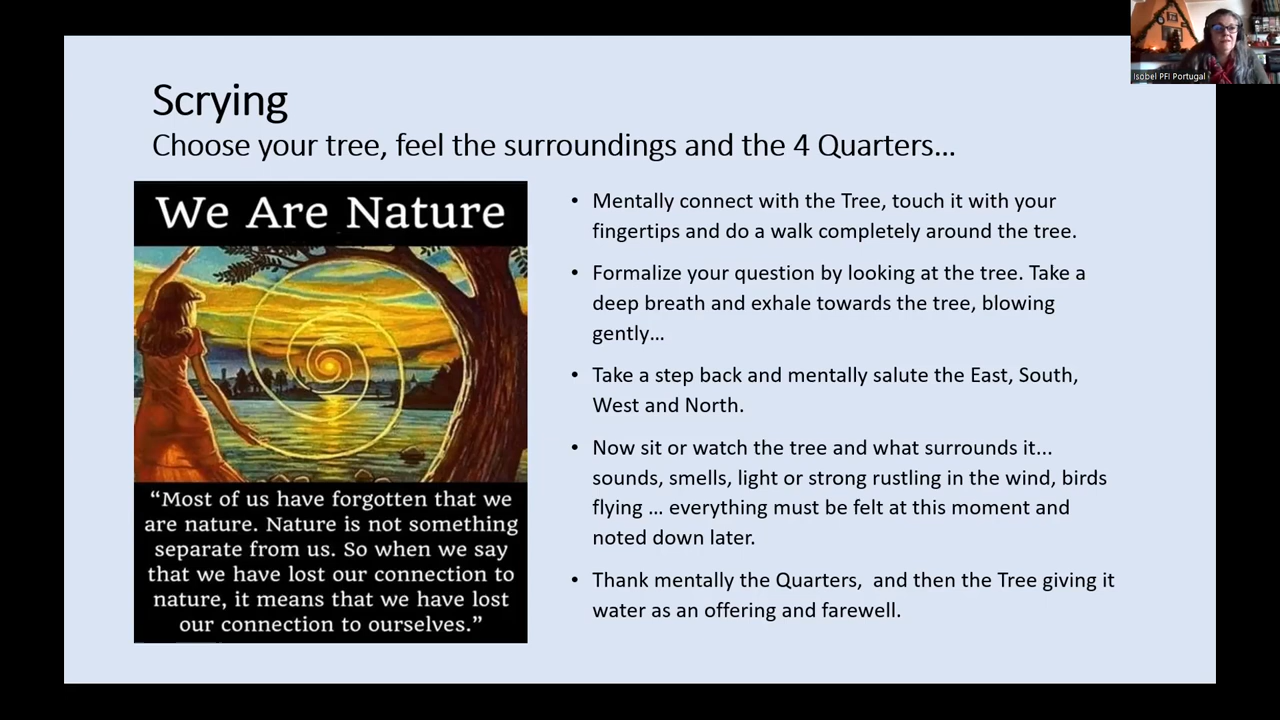 Scrying
Choose your tree, feel the surroundings and the 4 Quarters...
We Are Nature
“Most of us have forgotten that we
are nature. Nature is not something
separate from us. So when we say
that we have lost our connection to
nature, it means that we have lost
our connection to ourselves.”
• Mentally connect with the Tree, touch it with your
fingertips and do a walk completely around the tree.
• Formalize your question by looking at the tree. Take a
deep breath and exhale towards the tree, blowing
gently...
• Take a step back and mentally salute the East, South,
West and North.
• Now sit or watch the tree and what surrounds it...
sounds, smells, light or strong rustling in the wind, birds
flying ... everything must be felt at this moment and
noted down later.
• Thank mentally the Quarters,  and then the Tree giving it
water as an offering and farewell.
Isobel PFI Portugal